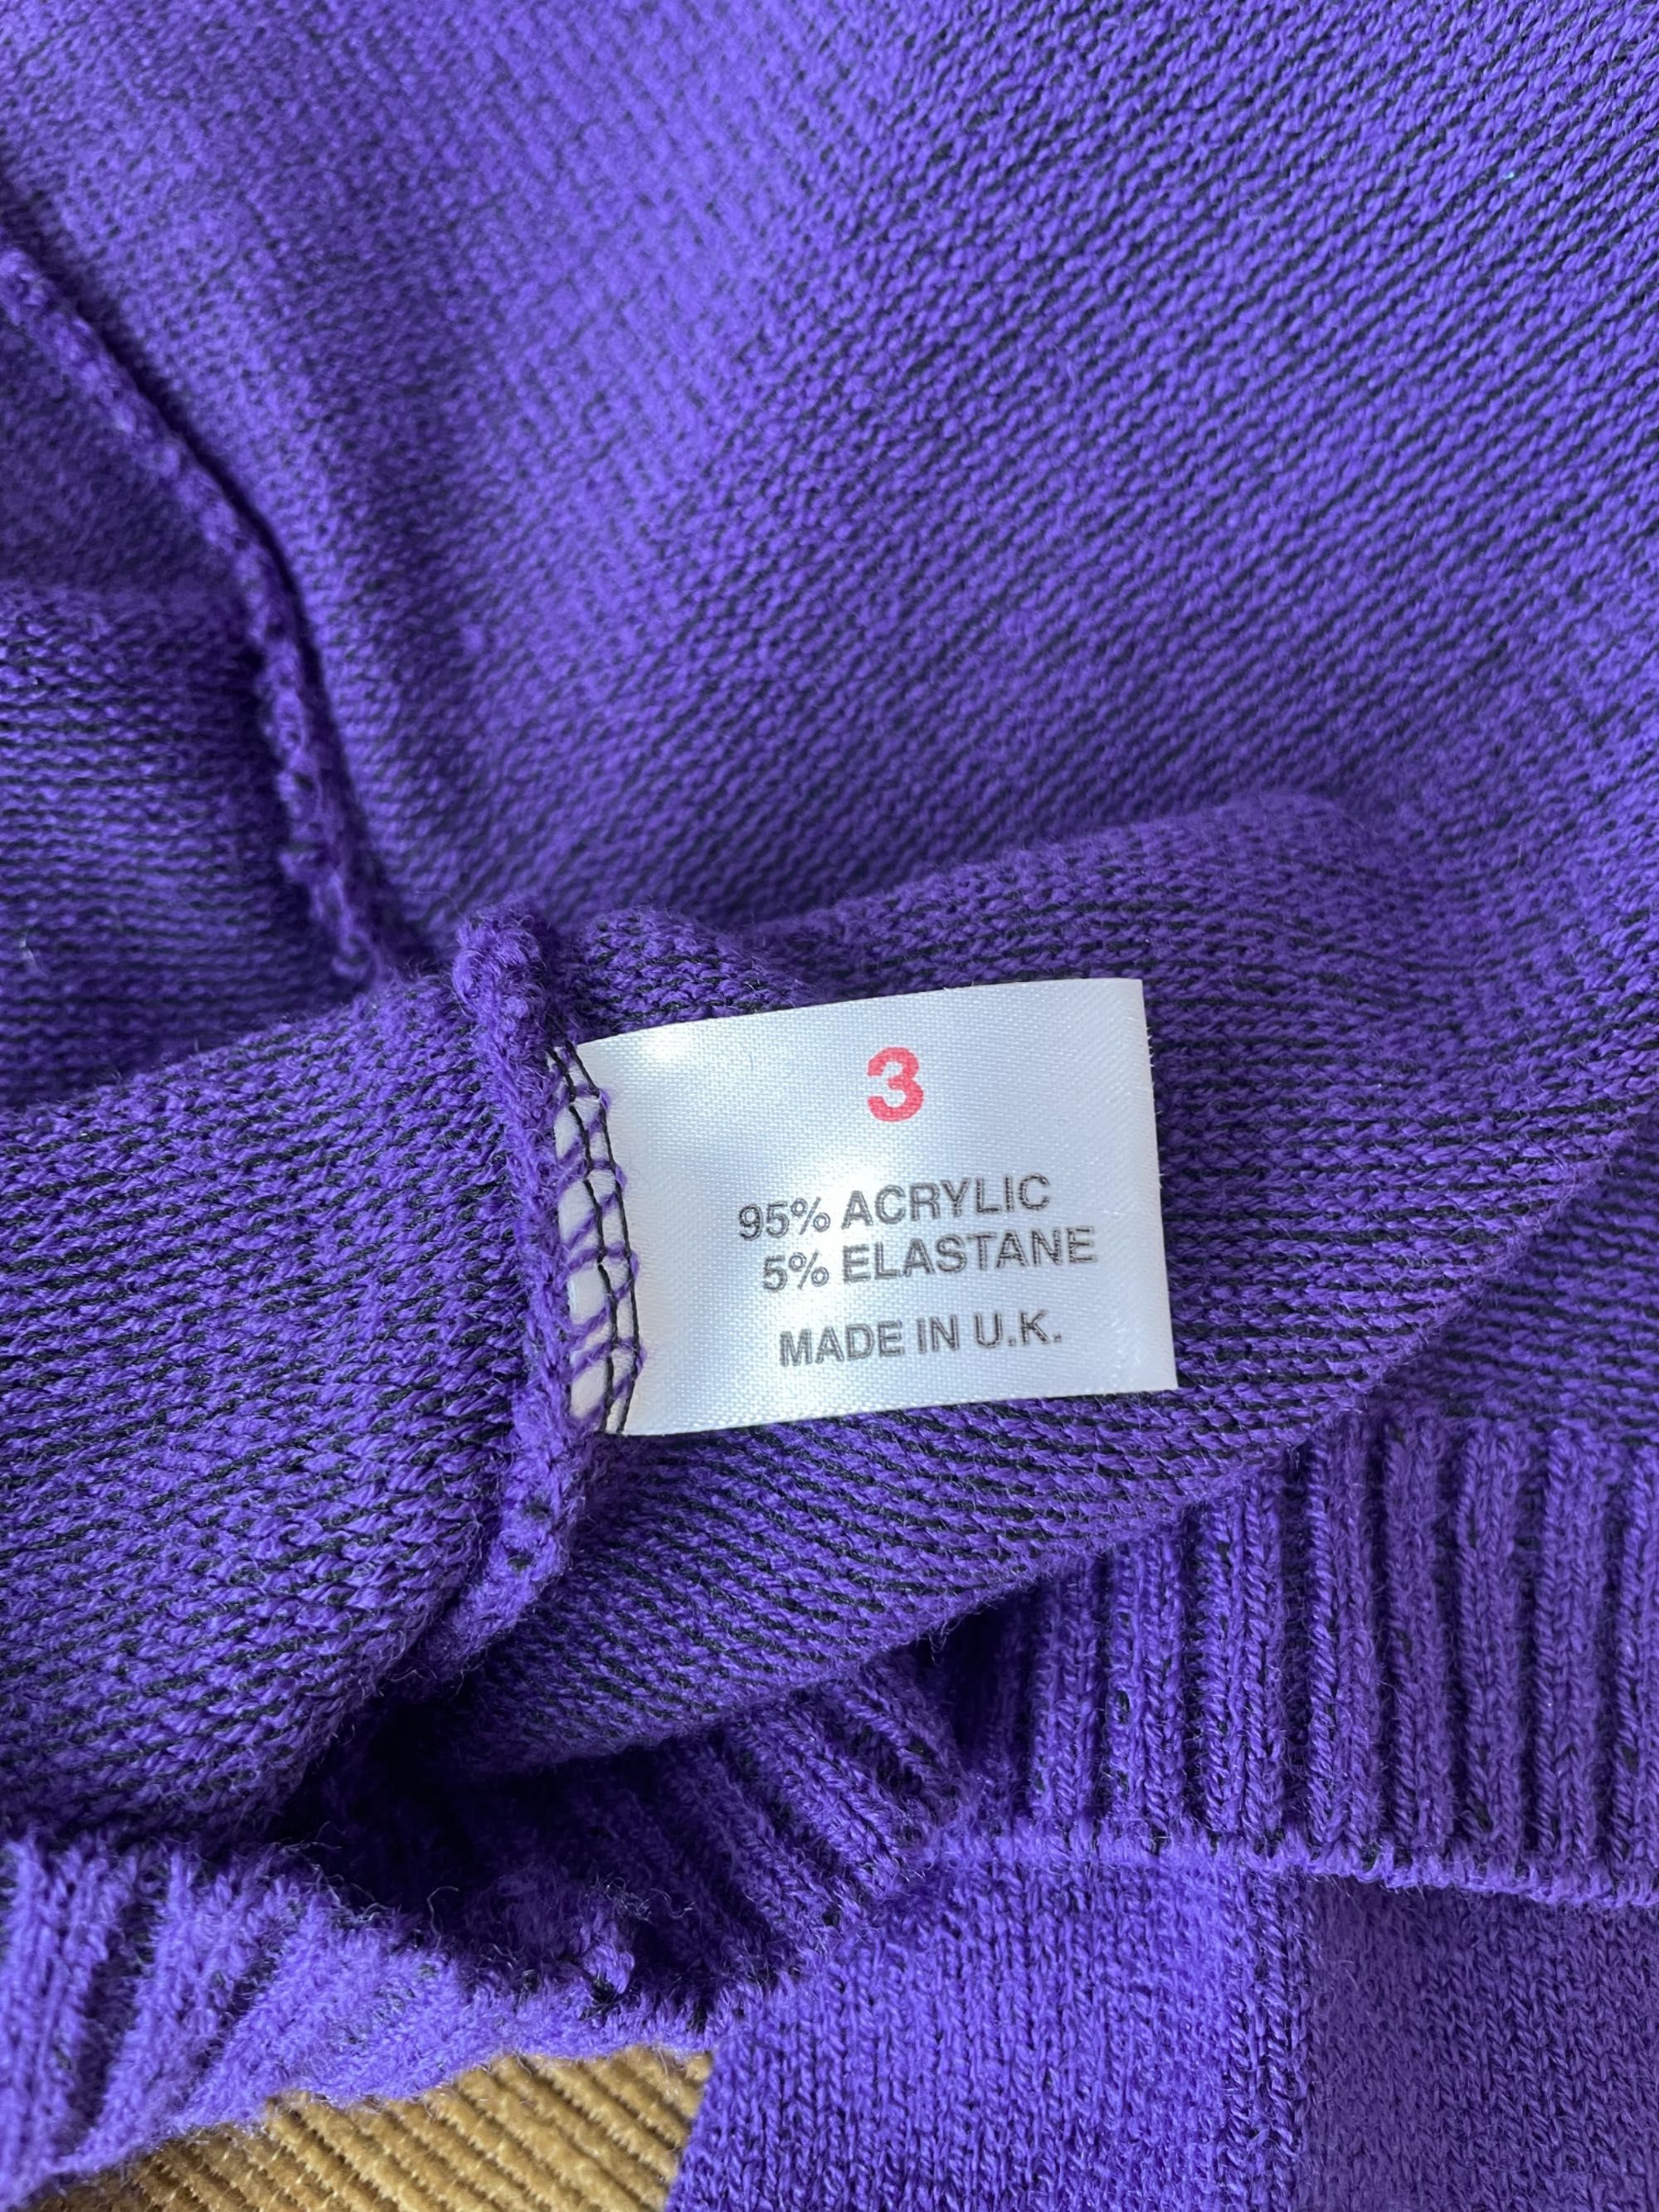 3
95% ACRYLIC
5% ELASTANE
MADE IN U.K.